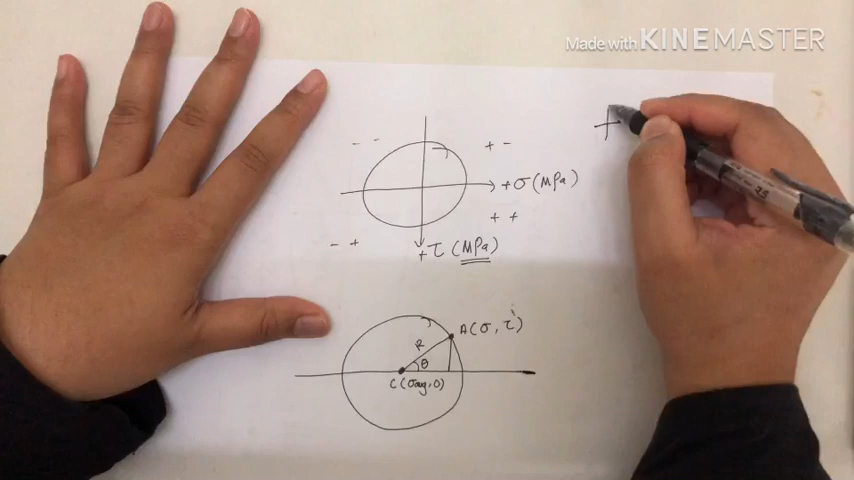 Made with KINEMASTER
- -
+ -
+ σ (MPa)
+ +
- +
+ τ (MPa)
A(σ, τ)
R
θ
C(σavg, 0)